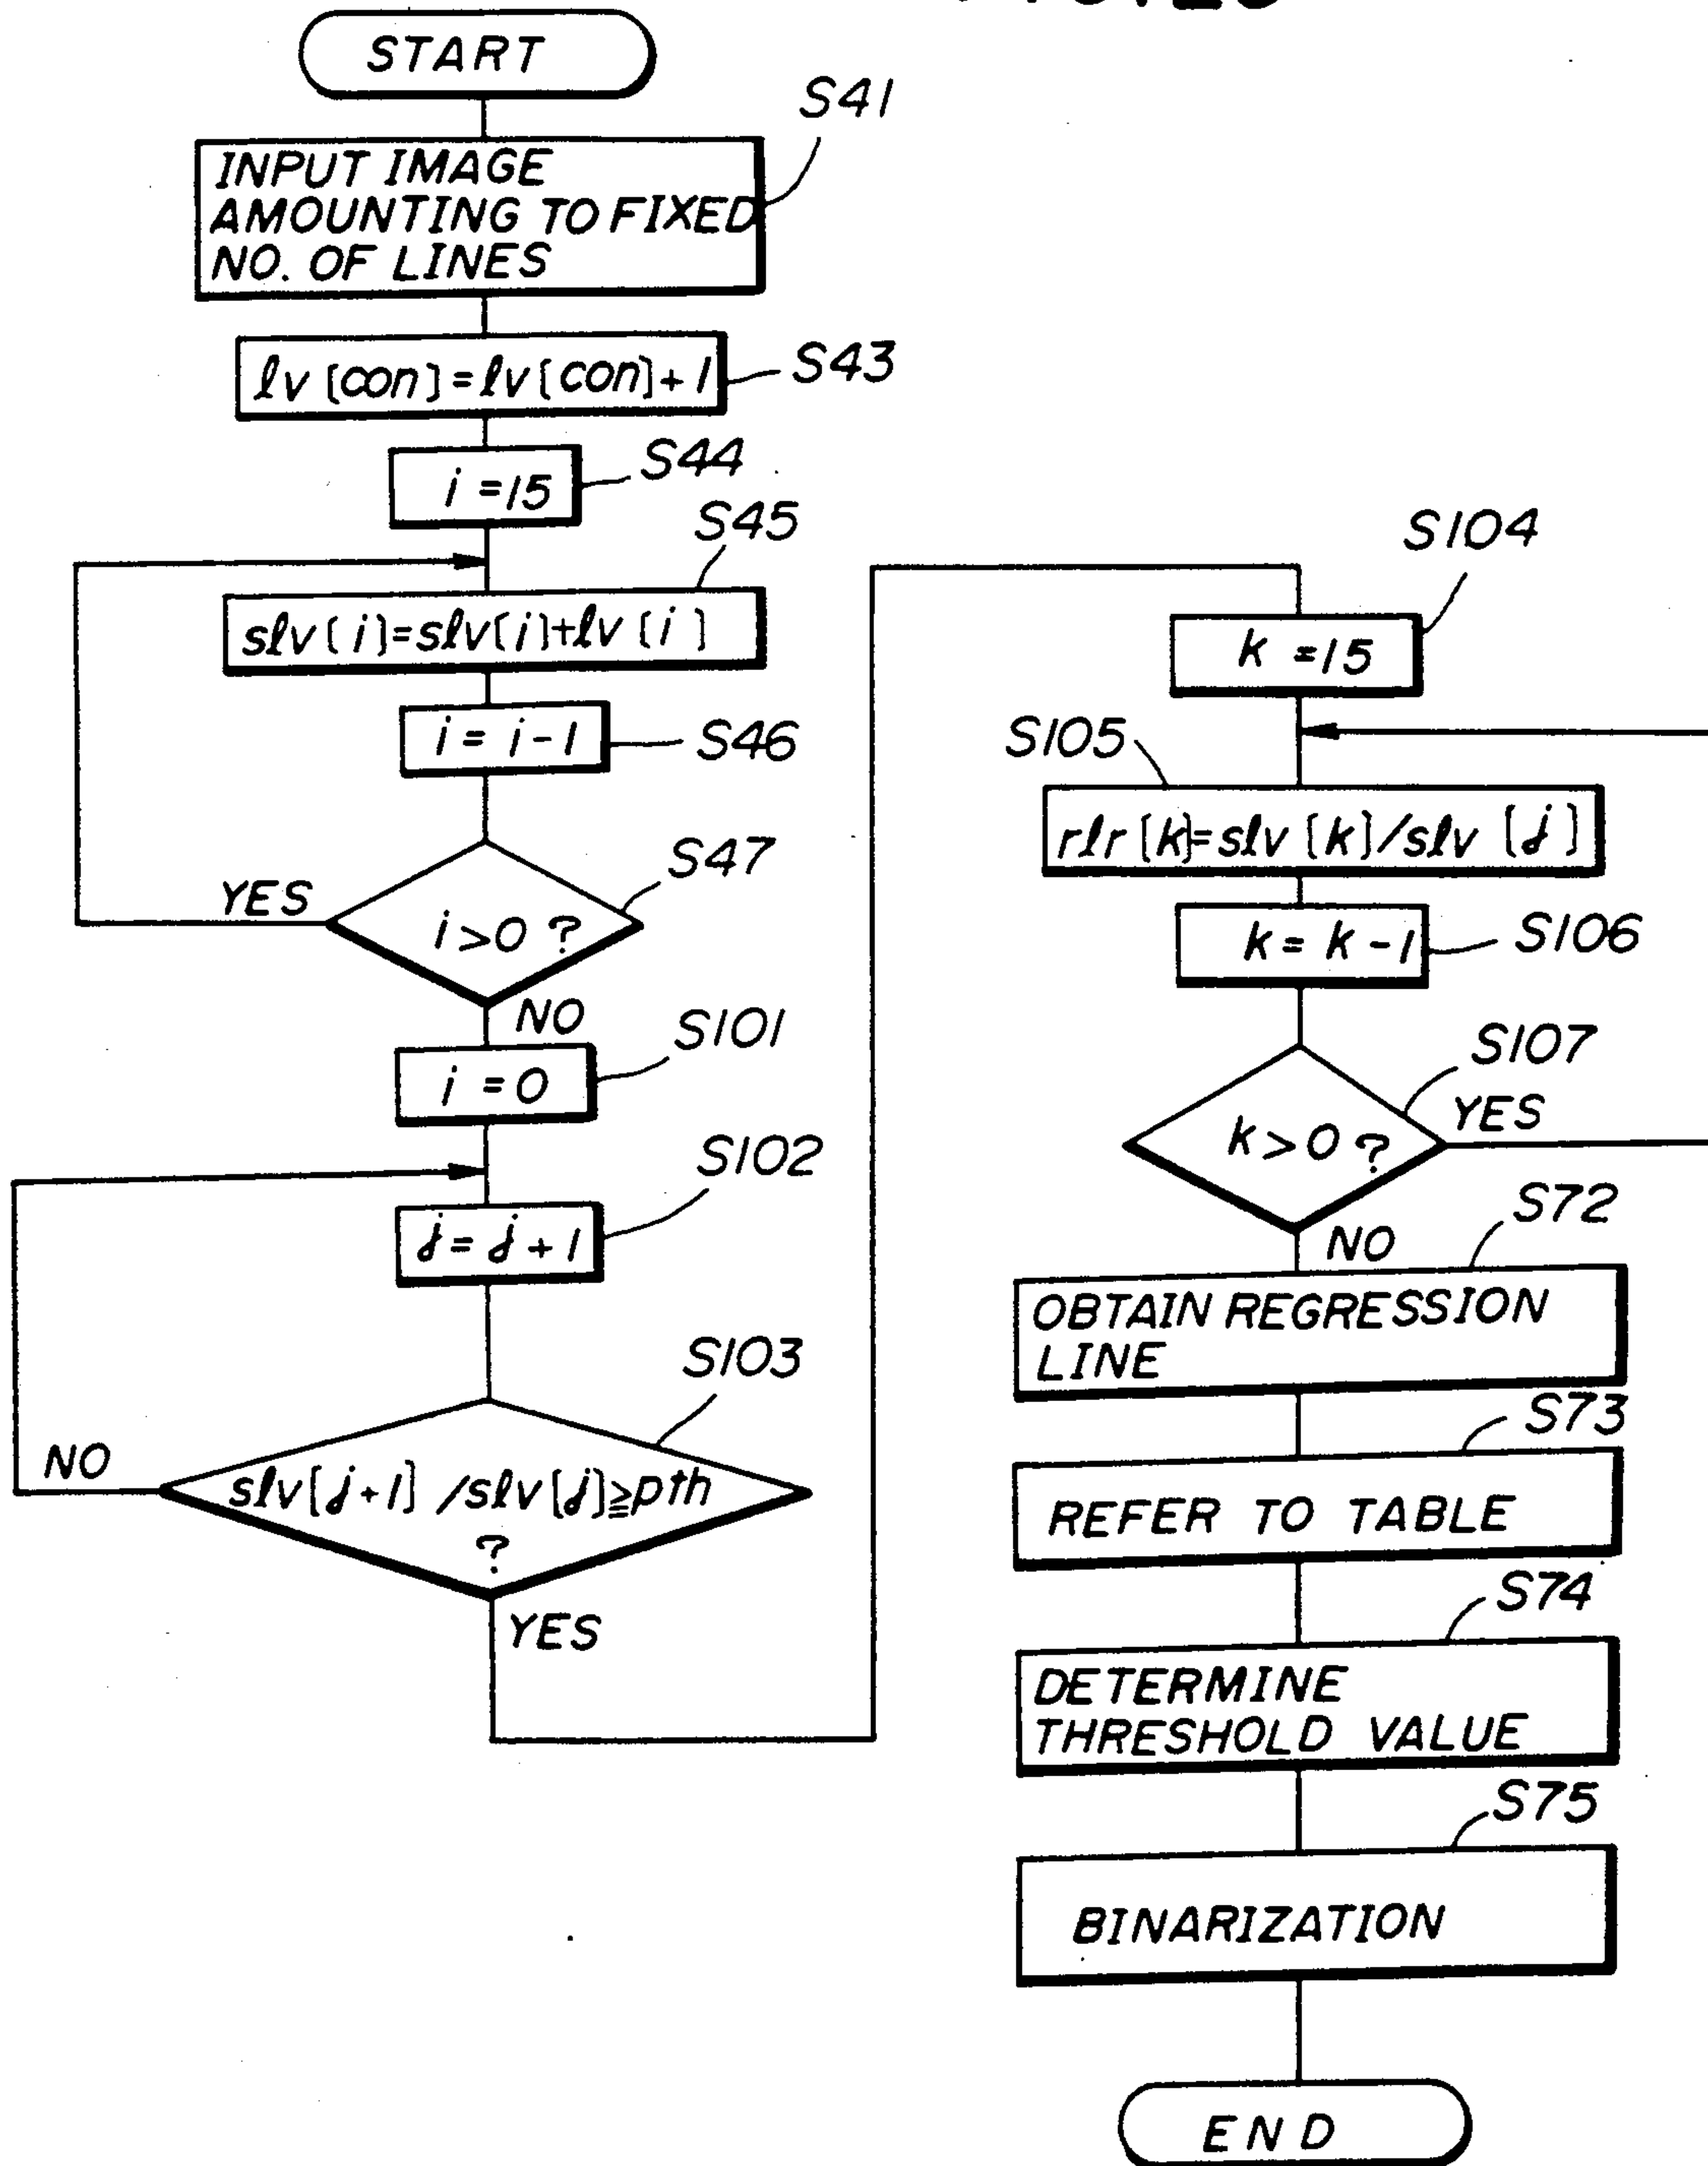 START
S41
INPUT IMAGE
AMOUNTING TO FIXED
NO. OF LINES
lv[con]=lv[con]+1
S43
i=15
S44
S45
slv[i]=slv[i]+lv[i]
i=i-1
S46
S47
YES
i>0 ?
NO
S101
i=0
S102
j=j+1
S103
NO
slv[j+1]/slv[j]≧pth
?
YES
S104
k=15
S105
rlr[k]=slv[k]/slv[j]
k=k-1
S106
S107
YES
k>0 ?
NO
S72
OBTAIN REGRESSION
LINE
S73
REFER TO TABLE
S74
DETERMINE
THRESHOLD VALUE
S75
BINARIZATION
END